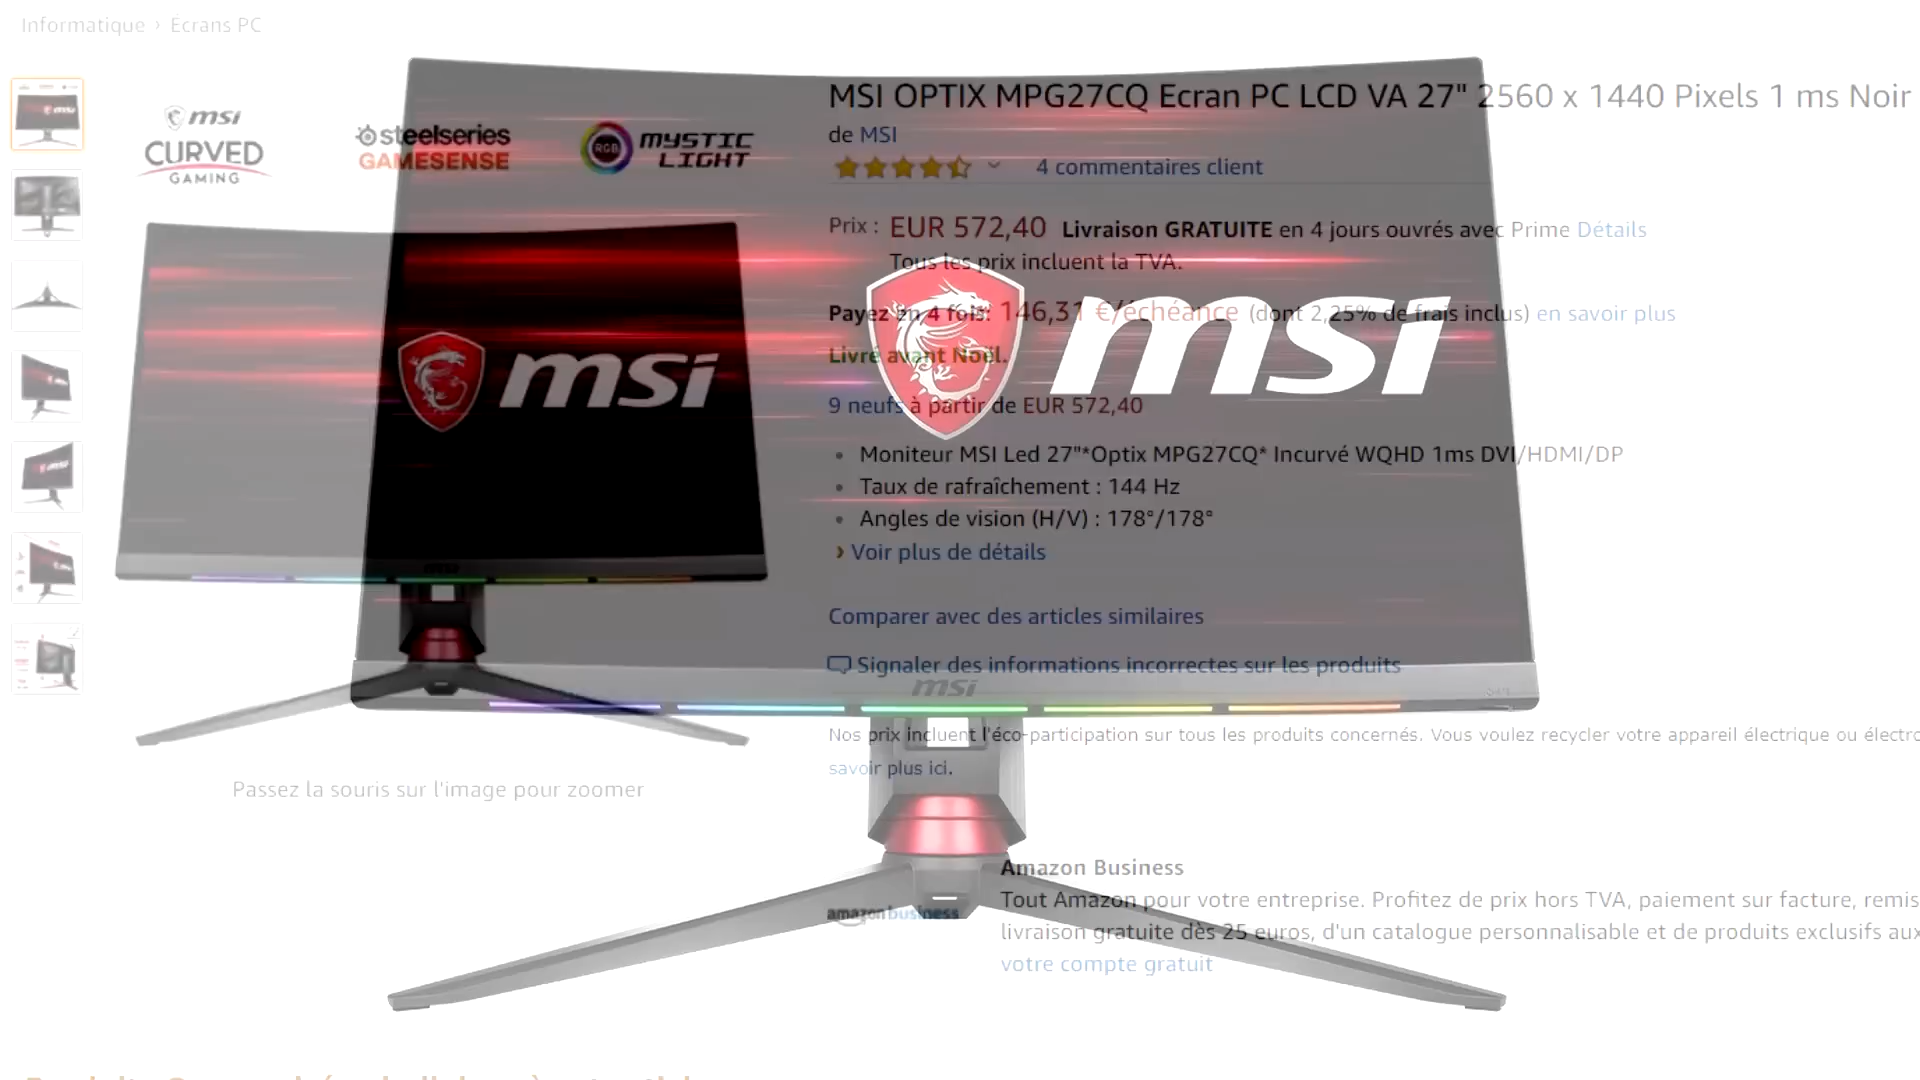 Informatique › Ecrans PC
msi
CURVED
GAMING
steelseries
GAMESENSE
RGB
MYSTIC
LIGHT
msi
Passez la souris sur l'image pour zoomer
MSI OPTIX MPG27CQ Ecran PC LCD VA 27" 2560 x 1440 Pixels 1 ms Noir
de MSI
4 commentaires client
Prix : EUR 572,40 Livraison GRATUITE en 4 jours ouvrés avec Prime Détails
Tous les prix incluent la TVA.
Payez en 4 fois: 146,31 €/échéance (dont 2,25% de frais inclus) en savoir plus
msi
Livré avant Noël.
9 neufs à partir de EUR 572,40
• Moniteur MSI Led 27"*Optix MPG27CQ* Incurvé WQHD 1ms DVI/HDMI/DP
• Taux de rafraîchement : 144 Hz
• Angles de vision (H/V) : 178°/178°
› Voir plus de détails
Comparer avec des articles similaires
Signaler des informations incorrectes sur les produits
msi
Nos prix incluent l'éco-participation sur tous les produits concernés. Vous voulez recycler votre appareil électrique ou électro
savoir plus ici.
amazonbusiness
Amazon Business
Tout Amazon pour votre entreprise. Profitez de prix hors TVA, paiement sur facture, remis
livraison gratuite dès 25 euros, d'un catalogue personnalisable et de produits exclusifs aux
votre compte gratuit